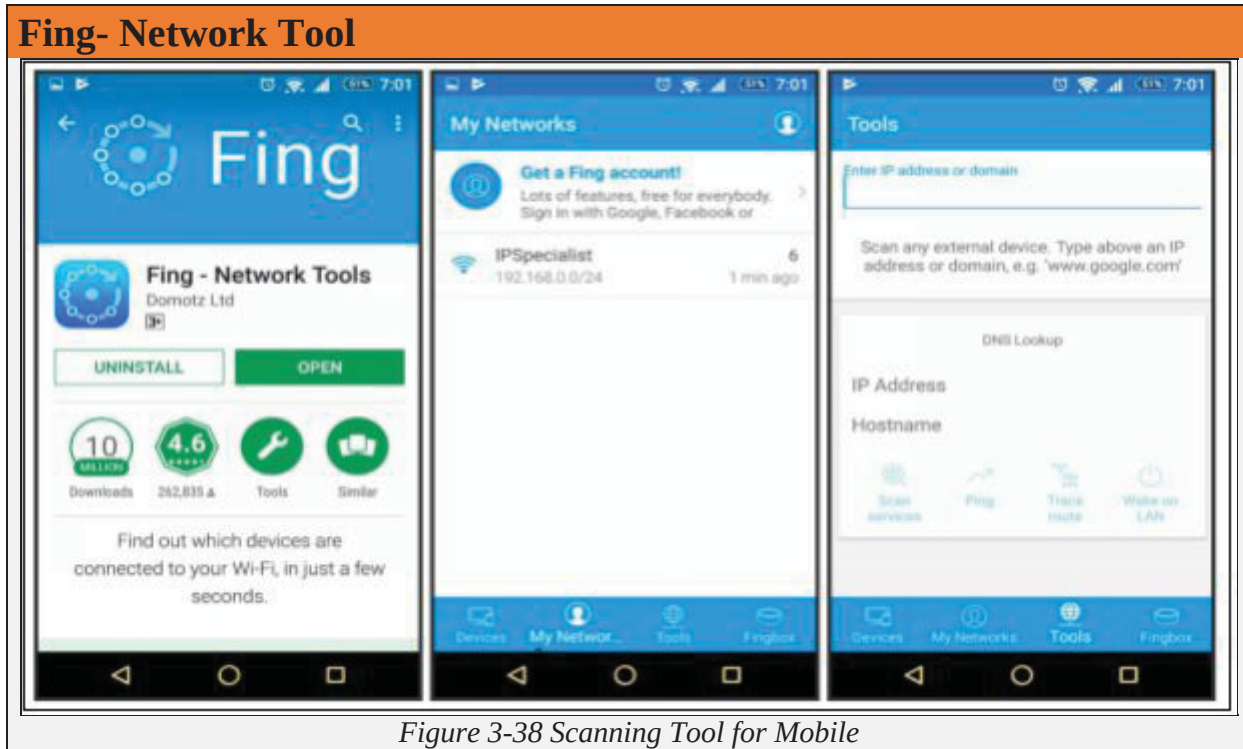 Fing- Network Tool
61% 7:01
Fing
Fing - Network Tools
Domotz Ltd
3+
UNINSTALL
OPEN
10
MILLION
Downloads
4.6
262,835
Tools
Similar
Find out which devices are
connected to your Wi-Fi, in just a few
seconds.
61% 7:01
My Networks
Get a Fing account!
Lots of features, free for everybody.
Sign in with Google, Facebook or
IPSpecialist 6
192.168.0.0/24 1 min ago
Devices My Networ... Tools Fingbox
61% 7:01
Tools
Enter IP address or domain
Scan any external device. Type above an IP
address or domain, e.g. 'www.google.com'
DNS Lookup
IP Address
Hostname
Scan
services
Ping
Trace
route
Wake on
LAN
Devices My Networks Tools Fingbox
Figure 3-38 Scanning Tool for Mobile